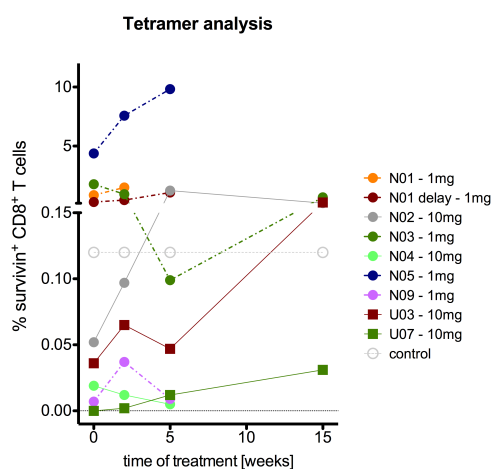 Tetramer analysis
% survivin⁺ CD8⁺ T cells
10
5
0.15
0.10
0.05
0.00
0 5 10 15
time of treatment [weeks]
N01 - 1mg
N01 delay - 1mg
N02 - 10mg
N03 - 1mg
N04 - 10mg
N05 - 1mg
N09 - 1mg
U03 - 10mg
U07 - 10mg
control